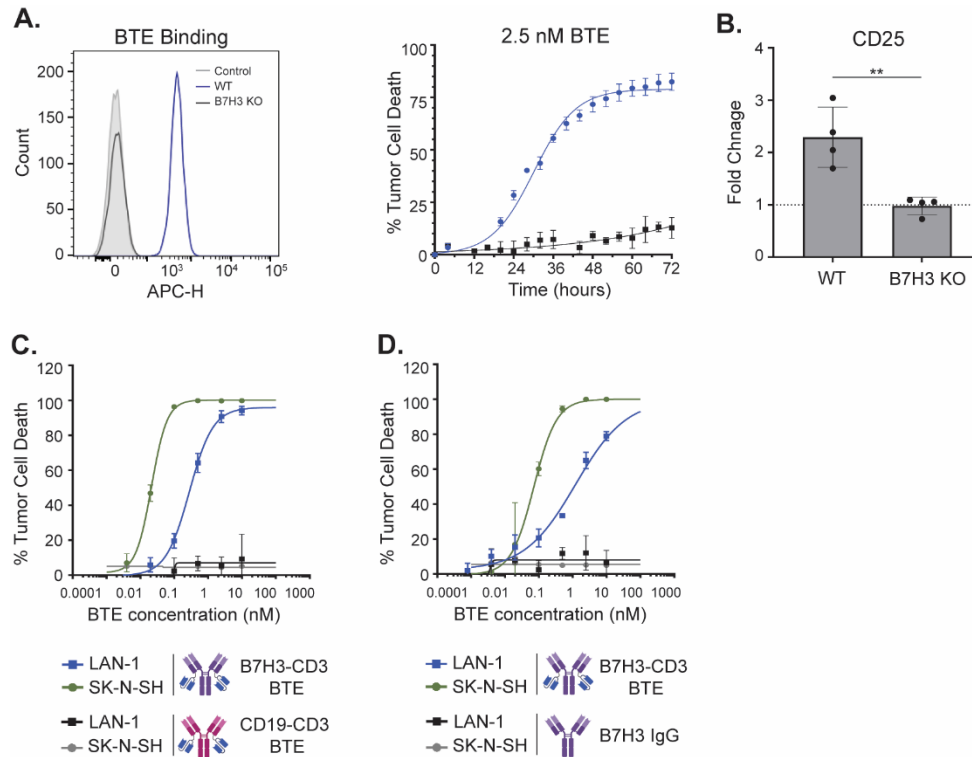 A.
BTE Binding
Control
WT
B7H3 KO
Count
200
150
100
50
0
0
10³
10⁴
10⁵
APC-H
2.5 nM BTE
% Tumor Cell Death
100
75
50
25
0
0
12
24
36
48
60
72
Time (hours)
B.
CD25
**
Fold Chnage
4
3
2
1
0
WT
B7H3 KO
C.
% Tumor Cell Death
120
100
80
60
40
20
0
0.0001
0.01
0.1
1
10
100
1000
BTE concentration (nM)
LAN-1
SK-N-SH
B7H3-CD3
BTE
LAN-1
SK-N-SH
CD19-CD3
BTE
D.
% Tumor Cell Death
120
100
80
60
40
20
0
0.0001
0.01
0.1
1
10
100
1000
BTE concentration (nM)
LAN-1
SK-N-SH
B7H3-CD3
BTE
LAN-1
SK-N-SH
B7H3 IgG